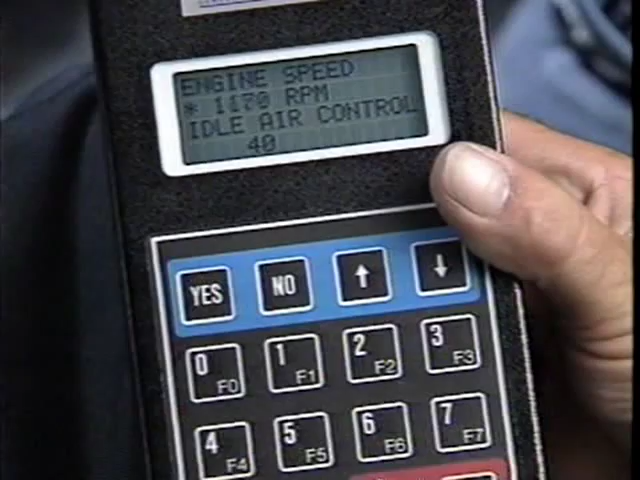 ENGINE SPEED
* 1170 RPM
IDLE AIR CONTROL
40
YES NO ↑ ↓
0 F0 1 F1 2 F2 3 F3
4 F4 5 F5 6 F6 7 F7